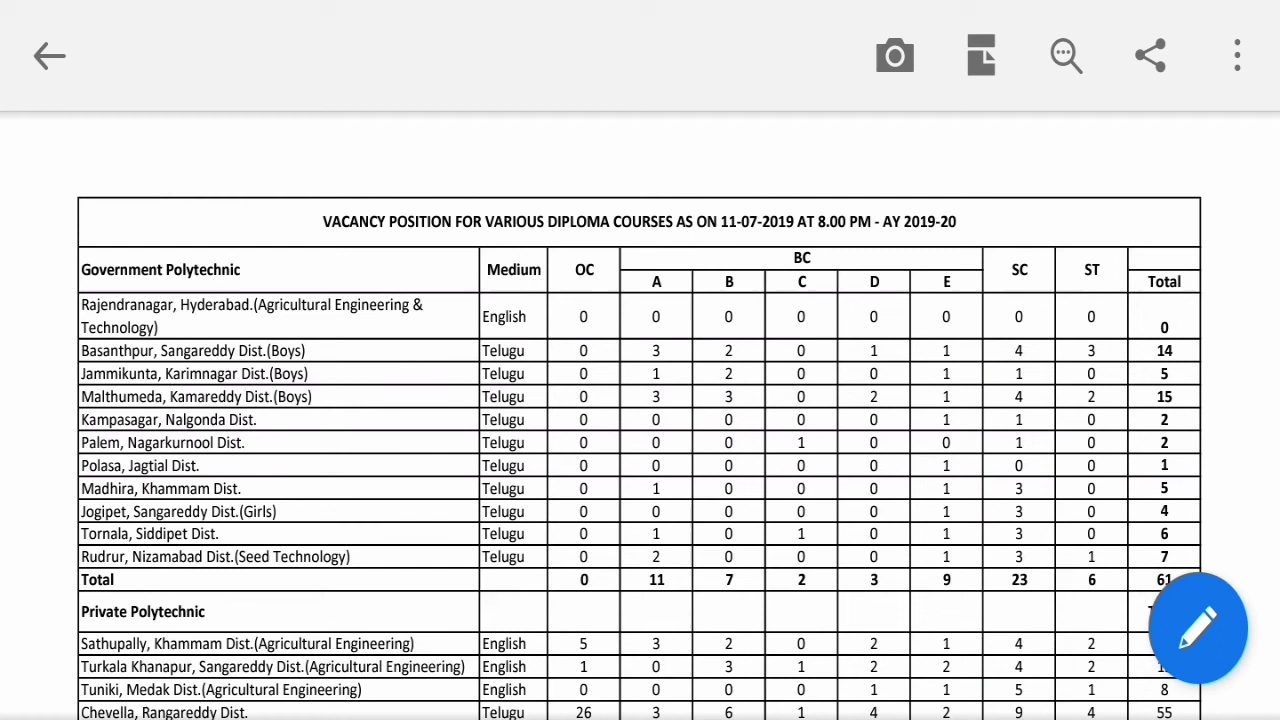 VACANCY POSITION FOR VARIOUS DIPLOMA COURSES AS ON 11-07-2019 AT 8.00 PM - AY 2019-20
Government Polytechnic Medium OC BC SC ST
A B C D E Total
Rajendranagar, Hyderabad.(Agricultural Engineering &
Technology) English 0 0 0 0 0 0 0 0 0
Basanthpur, Sangareddy Dist.(Boys) Telugu 0 3 2 0 1 1 4 3 14
Jammikunta, Karimnagar Dist.(Boys) Telugu 0 1 2 0 0 1 1 0 5
Malthumeda, Kamareddy Dist.(Boys) Telugu 0 3 3 0 2 1 4 2 15
Kampasagar, Nalgonda Dist. Telugu 0 0 0 0 0 1 1 0 2
Palem, Nagarkurnool Dist. Telugu 0 0 0 1 0 0 1 0 2
Polasa, Jagtial Dist. Telugu 0 0 0 0 0 1 0 0 1
Madhira, Khammam Dist. Telugu 0 1 0 0 0 1 3 0 5
Jogipet, Sangareddy Dist.(Girls) Telugu 0 0 0 0 0 1 3 0 4
Tornala, Siddipet Dist. Telugu 0 1 0 1 0 1 3 0 6
Rudrur, Nizamabad Dist.(Seed Technology) Telugu 0 2 0 0 0 1 3 1 7
Total 0 11 7 2 3 9 23 6 61
Private Polytechnic
Sathupally, Khammam Dist.(Agricultural Engineering) English 5 3 2 0 2 1 4 2
Turkala Khanapur, Sangareddy Dist.(Agricultural Engineering) English 1 0 3 1 2 2 4 2
Tuniki, Medak Dist.(Agricultural Engineering) English 0 0 0 0 1 1 5 1 8
Chevella, Rangareddy Dist. Telugu 26 3 6 1 4 2 9 4 55